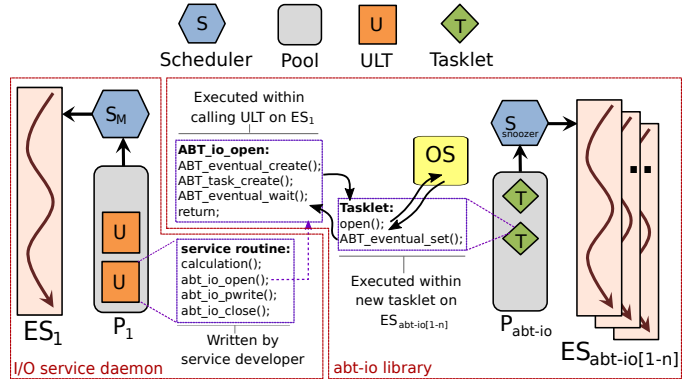 S
U
T
Scheduler
Pool
ULT
Tasklet
Executed within
calling ULT on ES1
SM
ABT_io_open:
ABT_eventual_create();
ABT_task_create();
ABT_eventual_wait();
return;
OS
S
snoozer
T
T
Tasklet:
open();
ABT_eventual_set();
U
U
service routine:
calculation();
abt_io_open();
abt_io_pwrite();
abt_io_close();
Executed within
new tasklet on
ESabt-io[1-n]
ES1
P1
Written by
service developer
Pabt-io
ESabt-io[1-n]
I/O service daemon
abt-io library